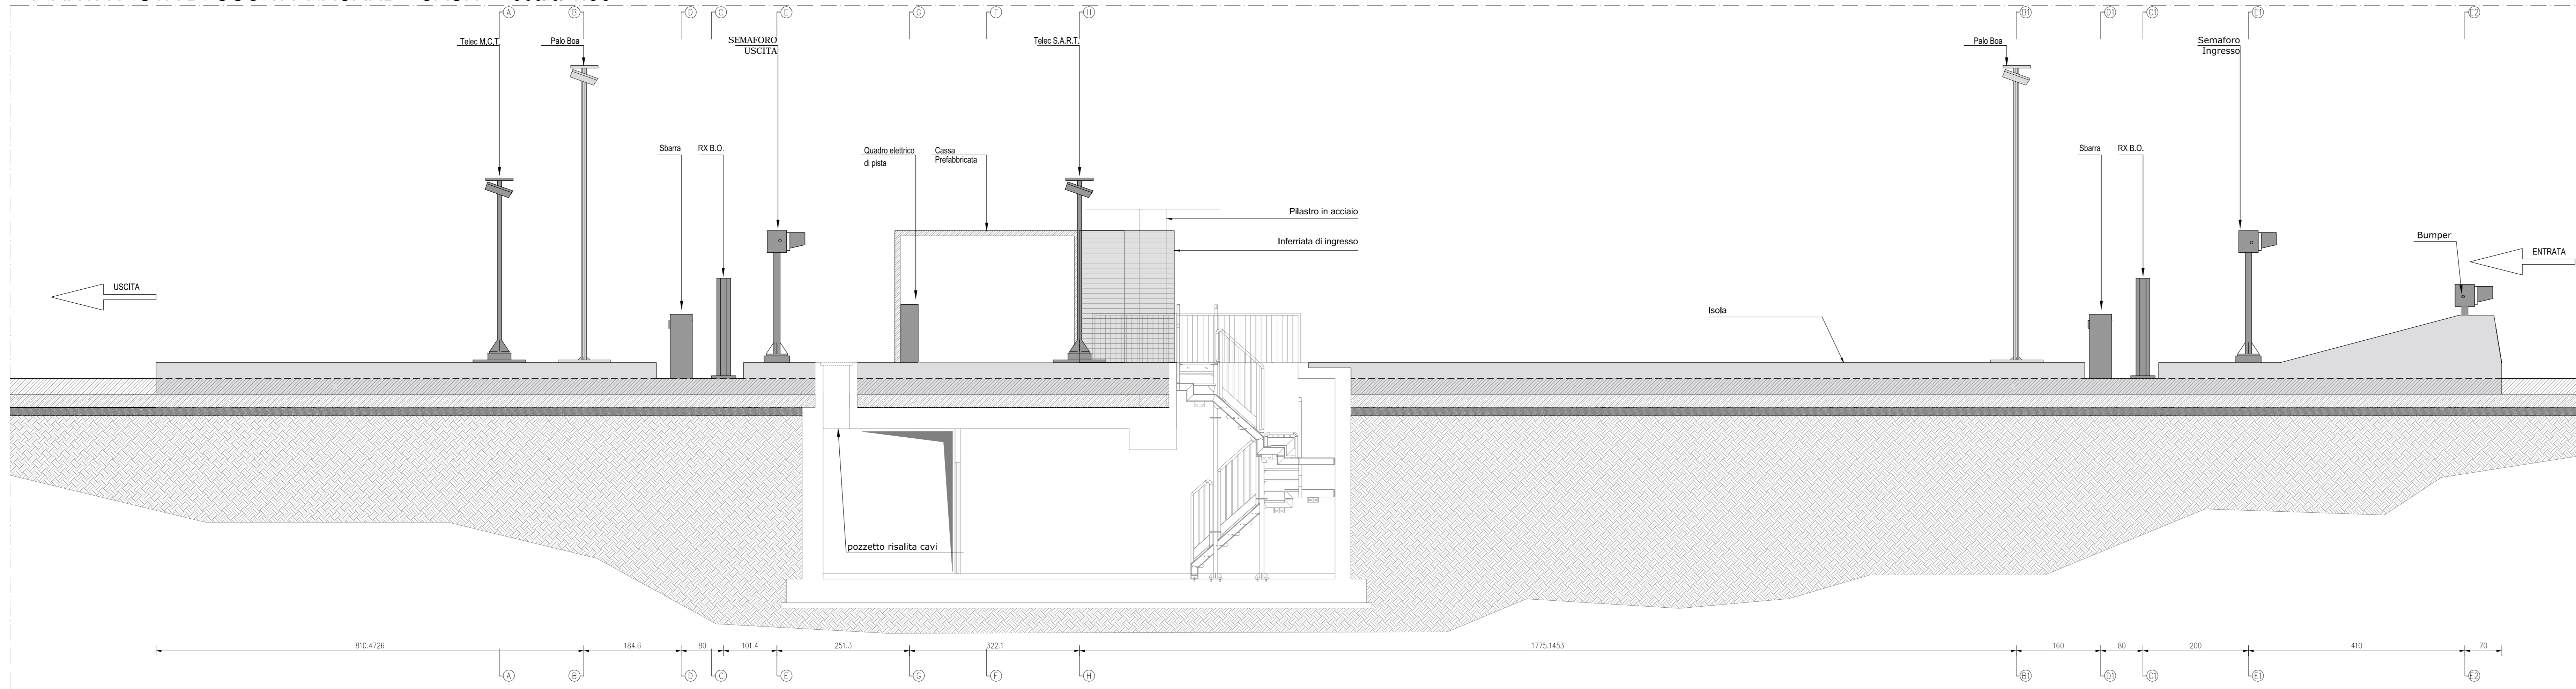 A B D C E G F H B1 D1 C1 E1 E2
Telec M.C.T.
Palo Boa
SEMAFORO
USCITA
Telec S.A.R.T.
Palo Boa
Semaforo
Ingresso
Sbarra
RX B.O.
Quadro elettrico
di pista
Cassa
Prefabbricata
Sbarra
RX B.O.
Pilastro in acciaio
Inferriata di ingresso
Bumper
ENTRATA
USCITA
Isola
pozzetto risalita cavi
810.4726 184.6 80 101.4 251.3 322.1 1775.1453 160 80 200 410 70
A B D C E G F H B1 D1 C1 E1 E2